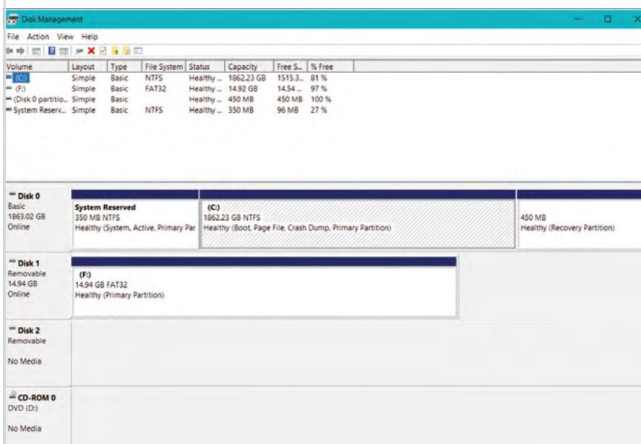 Disk Management
File Action View Help
Volume Layout Type File System Status Capacity Free S... % Free
(C:) Simple Basic NTFS Healthy ... 1862.23 GB 1515.3... 81 %
(F:) Simple Basic FAT32 Healthy ... 14.92 GB 14.54 ... 97 %
(Disk 0 partitio... Simple Basic Healthy ... 450 MB 450 MB 100 %
System Reserv... Simple Basic NTFS Healthy ... 350 MB 96 MB 27 %
Disk 0
Basic
1863.02 GB
Online
System Reserved
350 MB NTFS
Healthy (System, Active, Primary Par
(C:)
1862.23 GB NTFS
Healthy (Boot, Page File, Crash Dump, Primary Partition)
450 MB
Healthy (Recovery Partition)
Disk 1
Removable
14.94 GB
Online
(F:)
14.94 GB FAT32
Healthy (Primary Partition)
Disk 2
Removable
No Media
CD-ROM 0
DVD (D:)
No Media